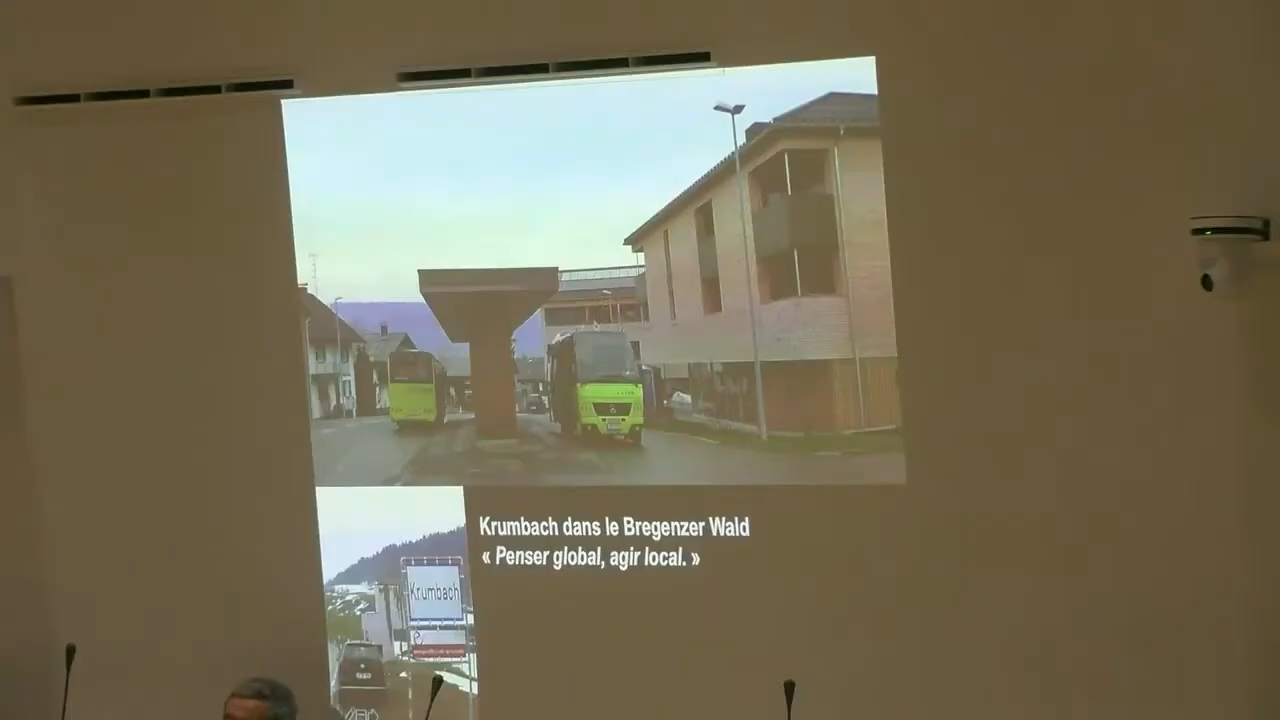 Krumbach dans le Bregenzer Wald
« Penser global, agir local. »
Krumbach
e